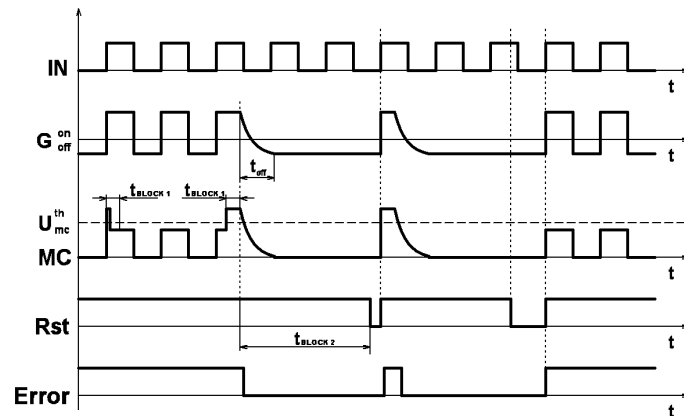 IN
t
G on off
t
t off
t BLOCK 1
t BLOCK 1
U th mc
MC
t
Rst
t
t BLOCK 2
Error
t